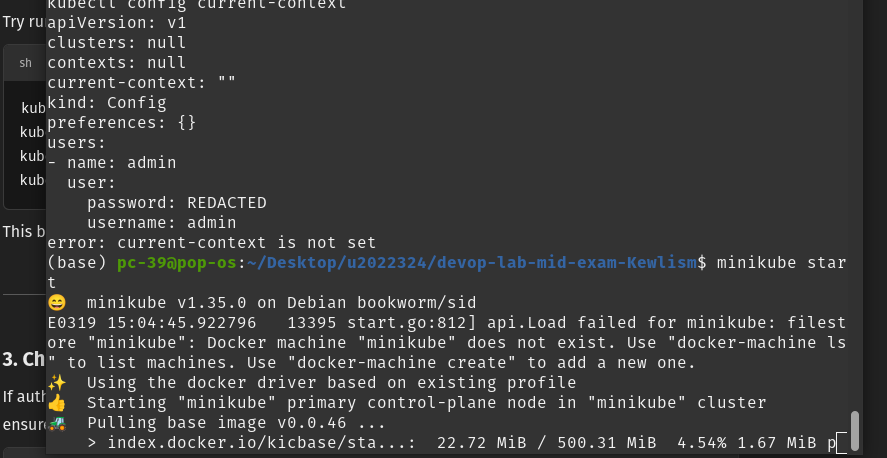 kubectl config current-context
Try ru
apiVersion: v1
clusters: null
sh
contexts: null
current-context: ""
kind: Config
kub
preferences: {}
kub
users:
kub
- name: admin
kub
  user:
    password: REDACTED
    username: admin
This b
error: current-context is not set
(base) pc-39@pop-os:~/Desktop/u2022324/devop-lab-mid-exam-Kewlism$ minikube star
t
😄  minikube v1.35.0 on Debian bookworm/sid
E0319 15:04:45.922796   13395 start.go:812] api.Load failed for minikube: filest
ore "minikube": Docker machine "minikube" does not exist. Use "docker-machine ls
" to list machines. Use "docker-machine create" to add a new one.
3. Ch
✨  Using the docker driver based on existing profile
If auth
👍  Starting "minikube" primary control-plane node in "minikube" cluster
ensure
🚜  Pulling base image v0.0.46 ...
    > index.docker.io/kicbase/sta...:  22.72 MiB / 500.31 MiB  4.54% 1.67 MiB p